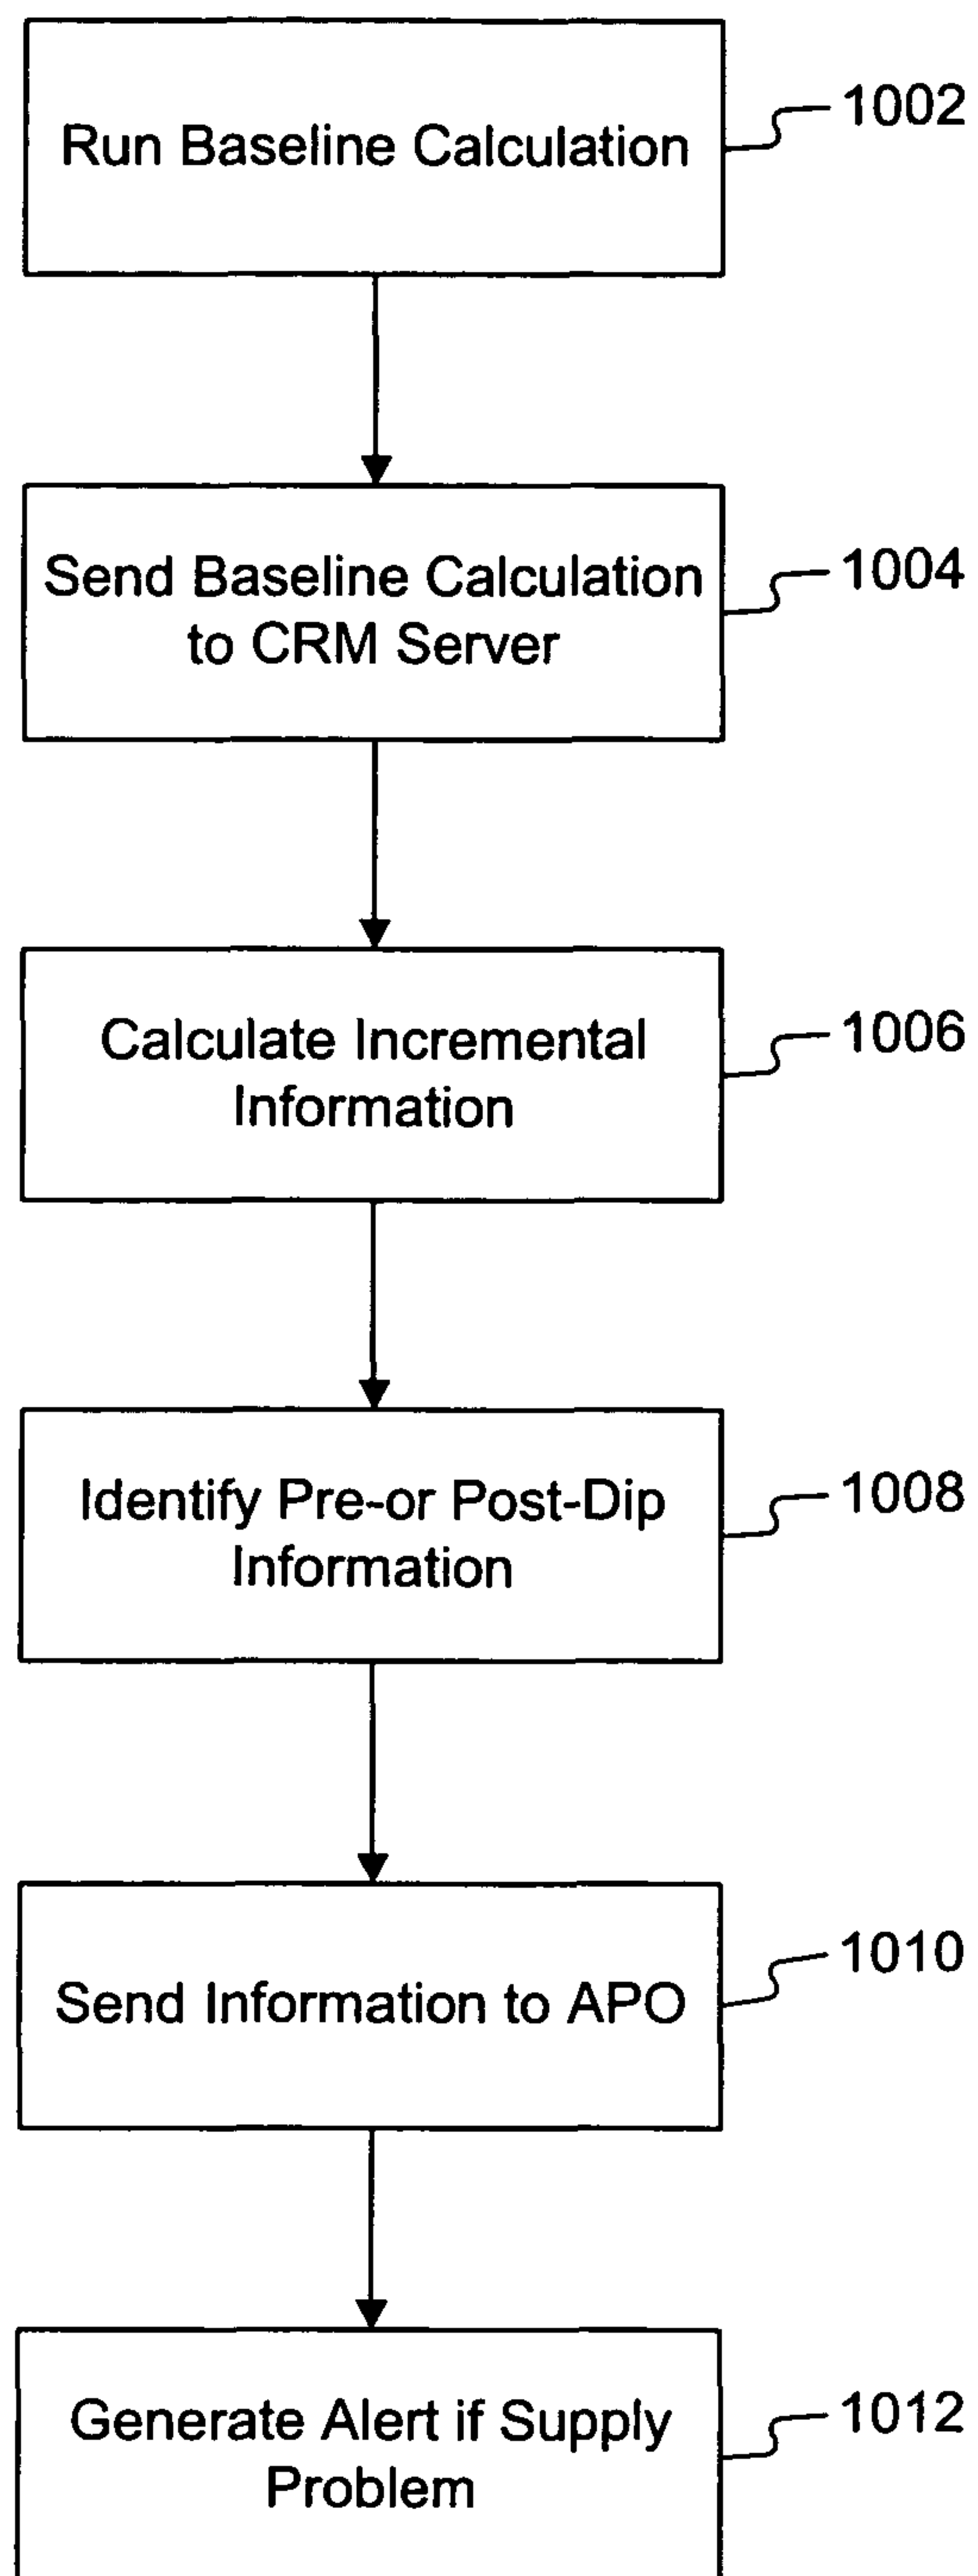 Run Baseline Calculation
1002
Send Baseline Calculation
to CRM Server
1004
Calculate Incremental
Information
1006
Identify Pre-or Post-Dip
Information
1008
Send Information to APO
1010
Generate Alert if Supply
Problem
1012